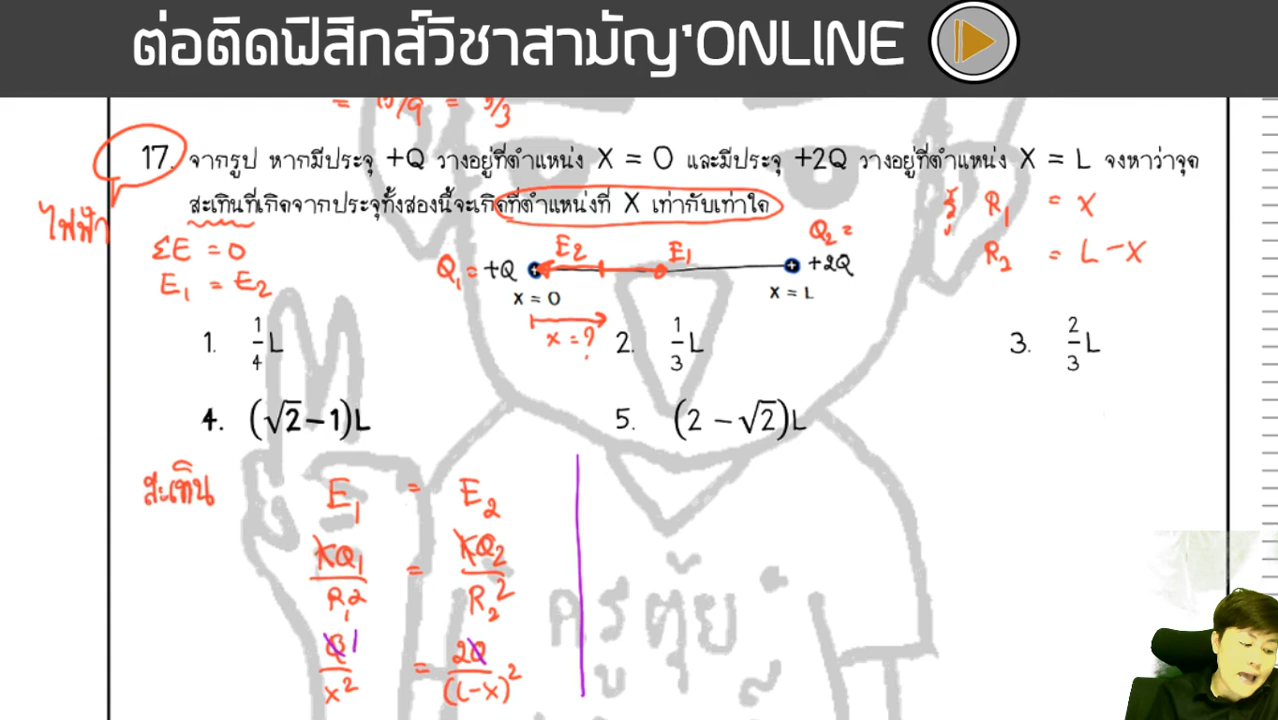 ต่อติดฟิสิกส์วิชาสามัญ'ONLINE
17. จากรูป หากมีประจุ +Q วางอยู่ที่ตำแหน่ง X = 0 และมีประจุ +2Q วางอยู่ที่ตำแหน่ง X = L จงหาว่าจุด
สะเทินที่เกิดจากประจุทั้งสองนี้จะเกิดที่ตำแหน่งที่ X เท่ากับเท่าใด
ไฟฟ้า
R₁ = x
R₂ = L-x
ΣE = 0
E₁ = E₂
Q₂ =
E₂ E₁
Q₁ = +Q +2Q
X = 0 X = L
x = ?
1. 1/4 L 2. 1/3 L 3. 2/3 L
4. (√2-1)L 5. (2-√2)L
สะเทิน E₁ = E₂
KQ₁/R₁² = KQ₂/R₂²
Q 1/x² = 2Q/(L-x)²
ครูตุ้ย